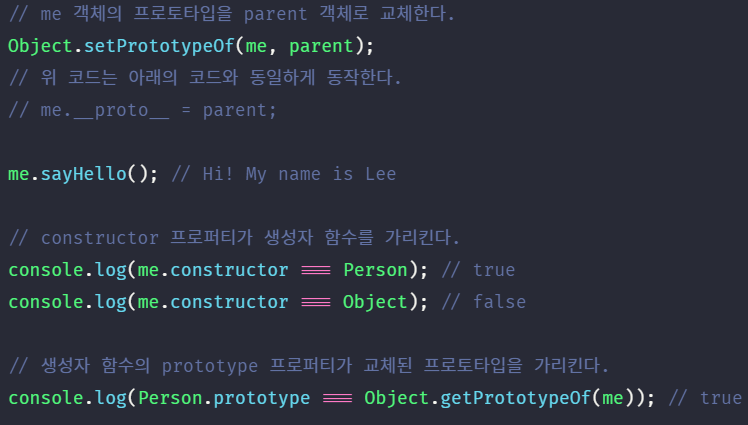 // me 객체의 프로토타입을 parent 객체로 교체한다.
Object.setPrototypeOf(me, parent);
// 위 코드는 아래의 코드와 동일하게 동작한다.
// me.__proto__ = parent;
me.sayHello(); // Hi! My name is Lee
// constructor 프로퍼티가 생성자 함수를 가리킨다.
console.log(me.constructor === Person); // true
console.log(me.constructor === Object); // false
// 생성자 함수의 prototype 프로퍼티가 교체된 프로토타입을 가리킨다.
console.log(Person.prototype === Object.getPrototypeOf(me)); // true